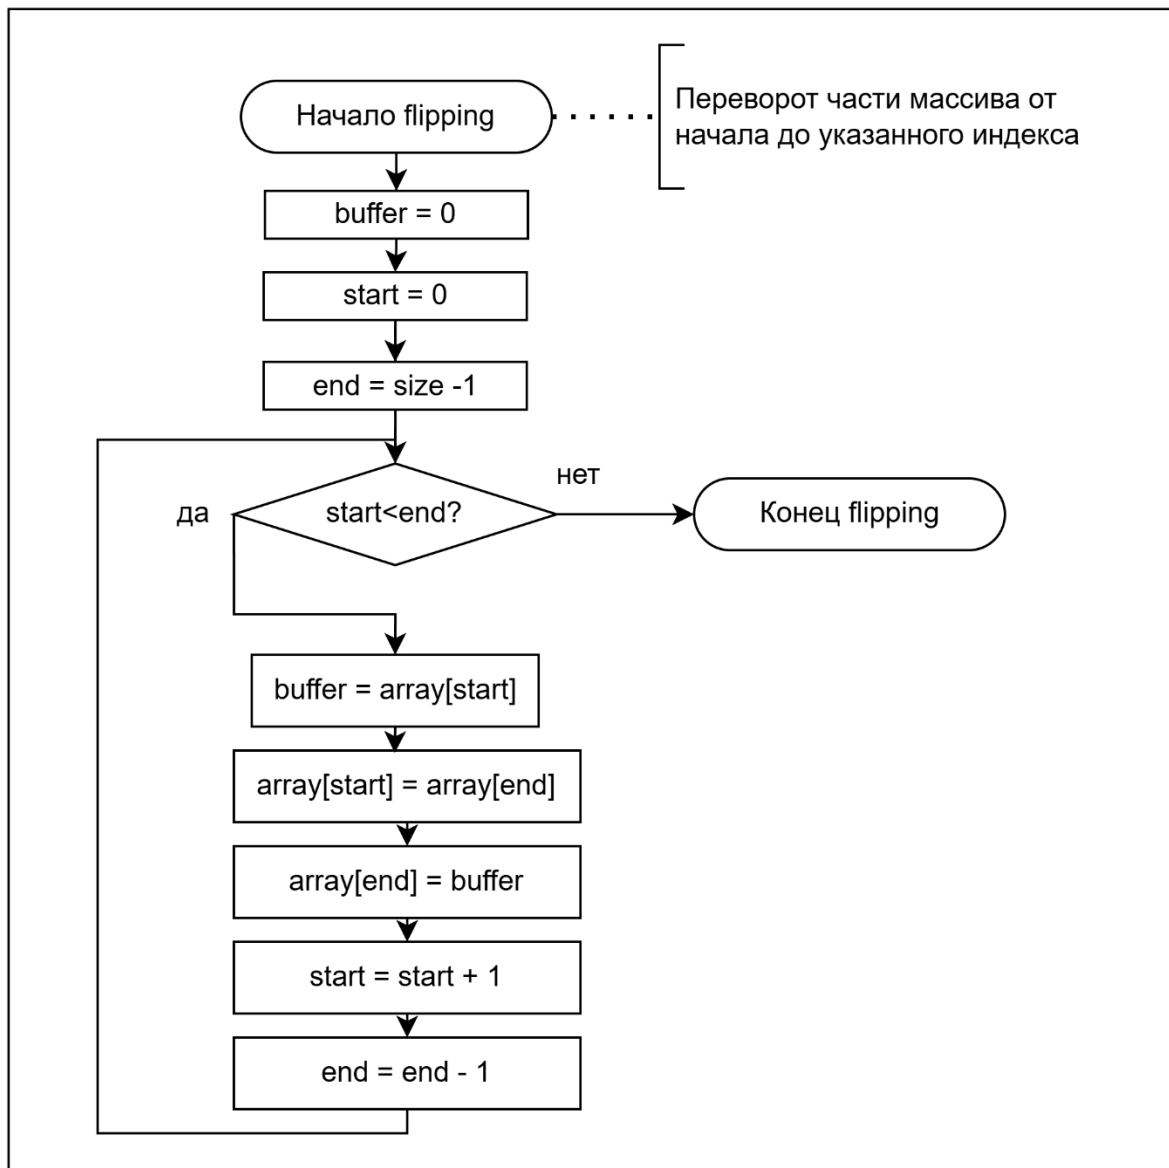 Начало flipping
Переворот части массива от
начала до указанного индекса
buffer = 0
start = 0
end = size -1
start<end?
да
нет
Конец flipping
buffer = array[start]
array[start] = array[end]
array[end] = buffer
start = start + 1
end = end - 1